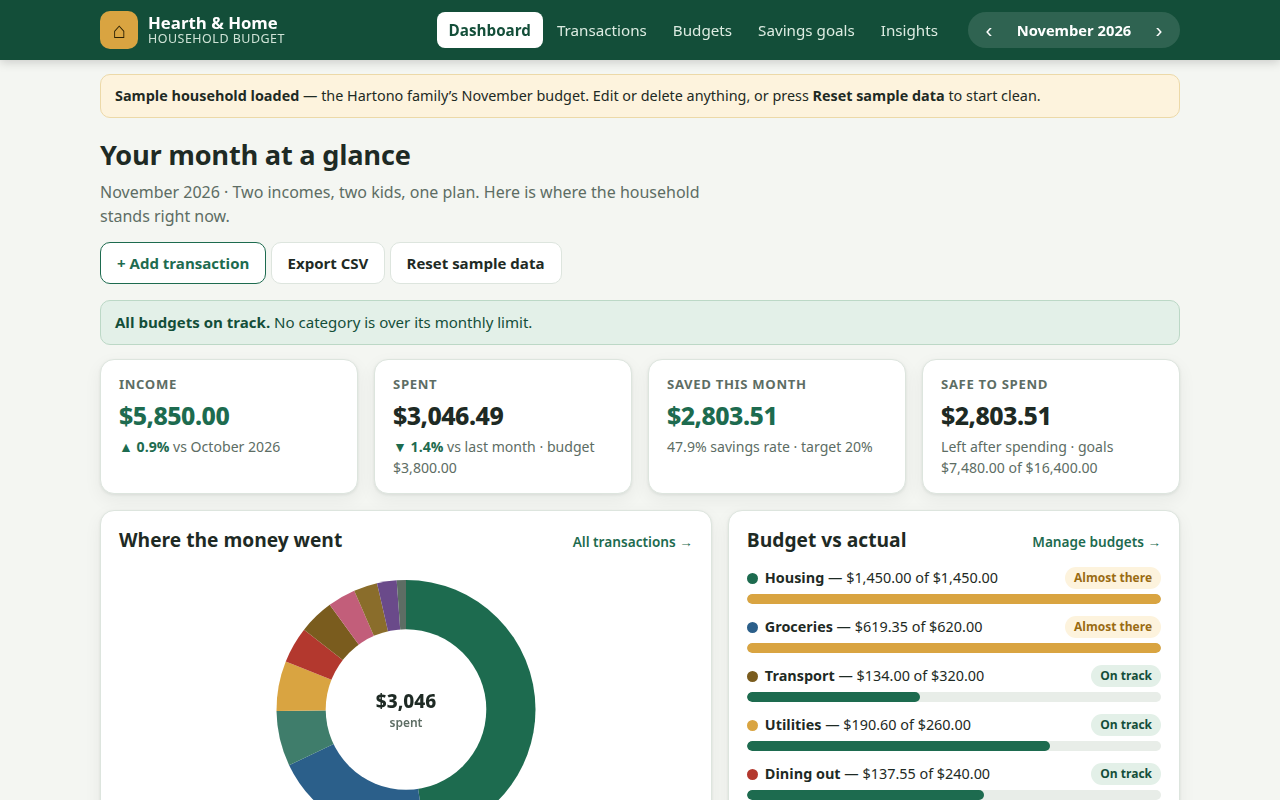 Hearth & Home
HOUSEHOLD BUDGET
Dashboard
Transactions
Budgets
Savings goals
Insights
‹ November 2026 ›
Sample household loaded — the Hartono family’s November budget. Edit or delete anything, or press Reset sample data to start clean.
Your month at a glance
November 2026 · Two incomes, two kids, one plan. Here is where the household
stands right now.
+ Add transaction
Export CSV
Reset sample data
All budgets on track. No category is over its monthly limit.
INCOME
$5,850.00
▲ 0.9% vs October 2026
SPENT
$3,046.49
▼ 1.4% vs last month · budget
$3,800.00
SAVED THIS MONTH
$2,803.51
47.9% savings rate · target 20%
SAFE TO SPEND
$2,803.51
Left after spending · goals
$7,480.00 of $16,400.00
Where the money went
All transactions →
$3,046
spent
Budget vs actual
Manage budgets →
Housing — $1,450.00 of $1,450.00
Almost there
Groceries — $619.35 of $620.00
Almost there
Transport — $134.00 of $320.00
On track
Utilities — $190.60 of $260.00
On track
Dining out — $137.55 of $240.00
On track